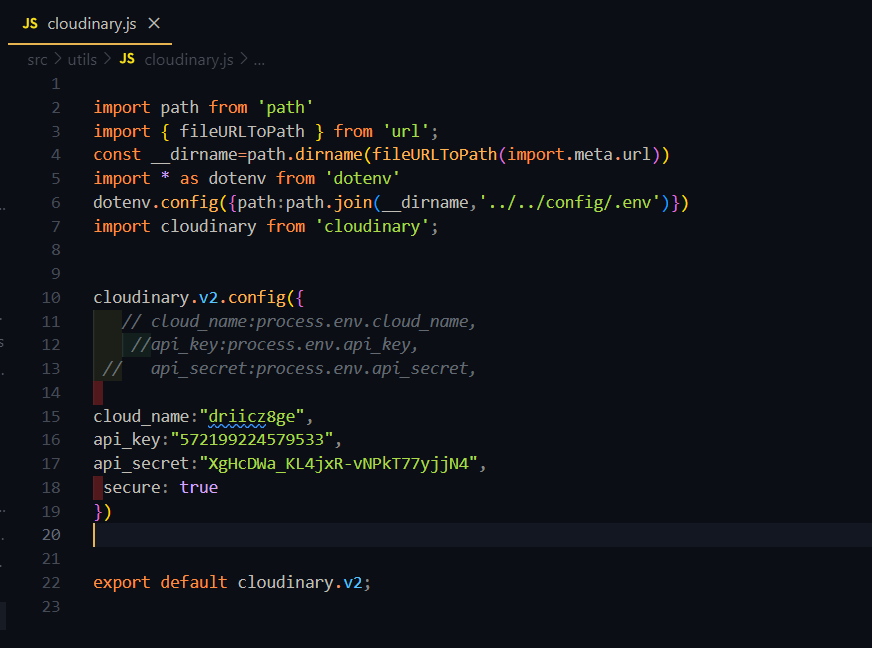 JS cloudinary.js ×
src > utils > JS cloudinary.js > ...
1
2 import path from 'path'
3 import { fileURLToPath } from 'url';
4 const __dirname=path.dirname(fileURLToPath(import.meta.url))
5 import * as dotenv from 'dotenv'
6 dotenv.config({path:path.join(__dirname,'../../config/.env')})
7 import cloudinary from 'cloudinary';
8
9
10 cloudinary.v2.config({
11 // cloud_name:process.env.cloud_name,
12 //api_key:process.env.api_key,
13 // api_secret:process.env.api_secret,
14
15 cloud_name:"driicz8ge",
16 api_key:"572199224579533",
17 api_secret:"XgHcDWa_KL4jxR-vNPkT77yjjN4",
18 secure: true
19 })
20
21
22 export default cloudinary.v2;
23